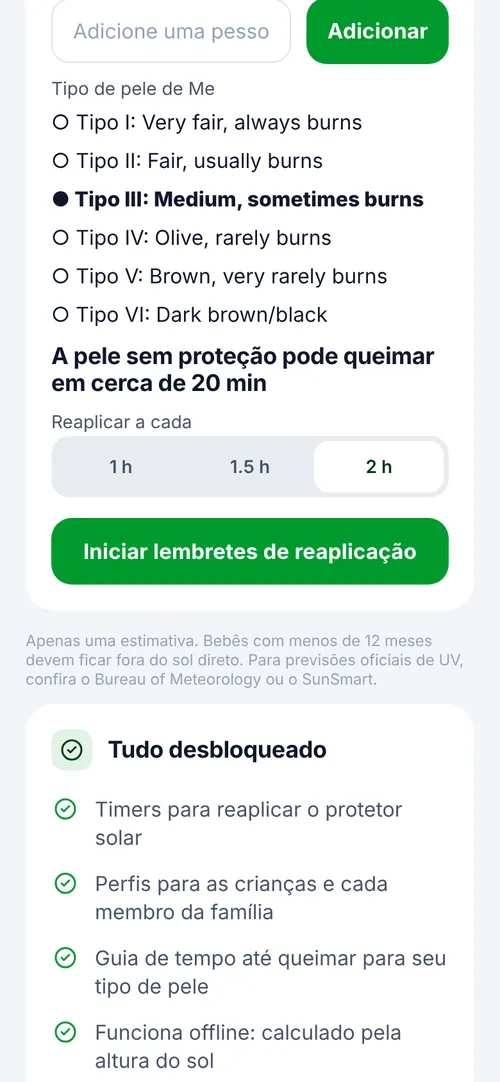 Adicione uma pesso
Adicionar
Tipo de pele de Me
Tipo I: Very fair, always burns
Tipo II: Fair, usually burns
Tipo III: Medium, sometimes burns
Tipo IV: Olive, rarely burns
Tipo V: Brown, very rarely burns
Tipo VI: Dark brown/black
A pele sem proteção pode queimar
em cerca de 20 min
Reaplicar a cada
1 h
1.5 h
2 h
Iniciar lembretes de reaplicação
Apenas uma estimativa. Bebês com menos de 12 meses
devem ficar fora do sol direto. Para previsões oficiais de UV,
confira o Bureau of Meteorology ou o SunSmart.
Tudo desbloqueado
Timers para reaplicar o protetor
solar
Perfis para as crianças e cada
membro da família
Guia de tempo até queimar para seu
tipo de pele
Funciona offline: calculado pela
altura do sol